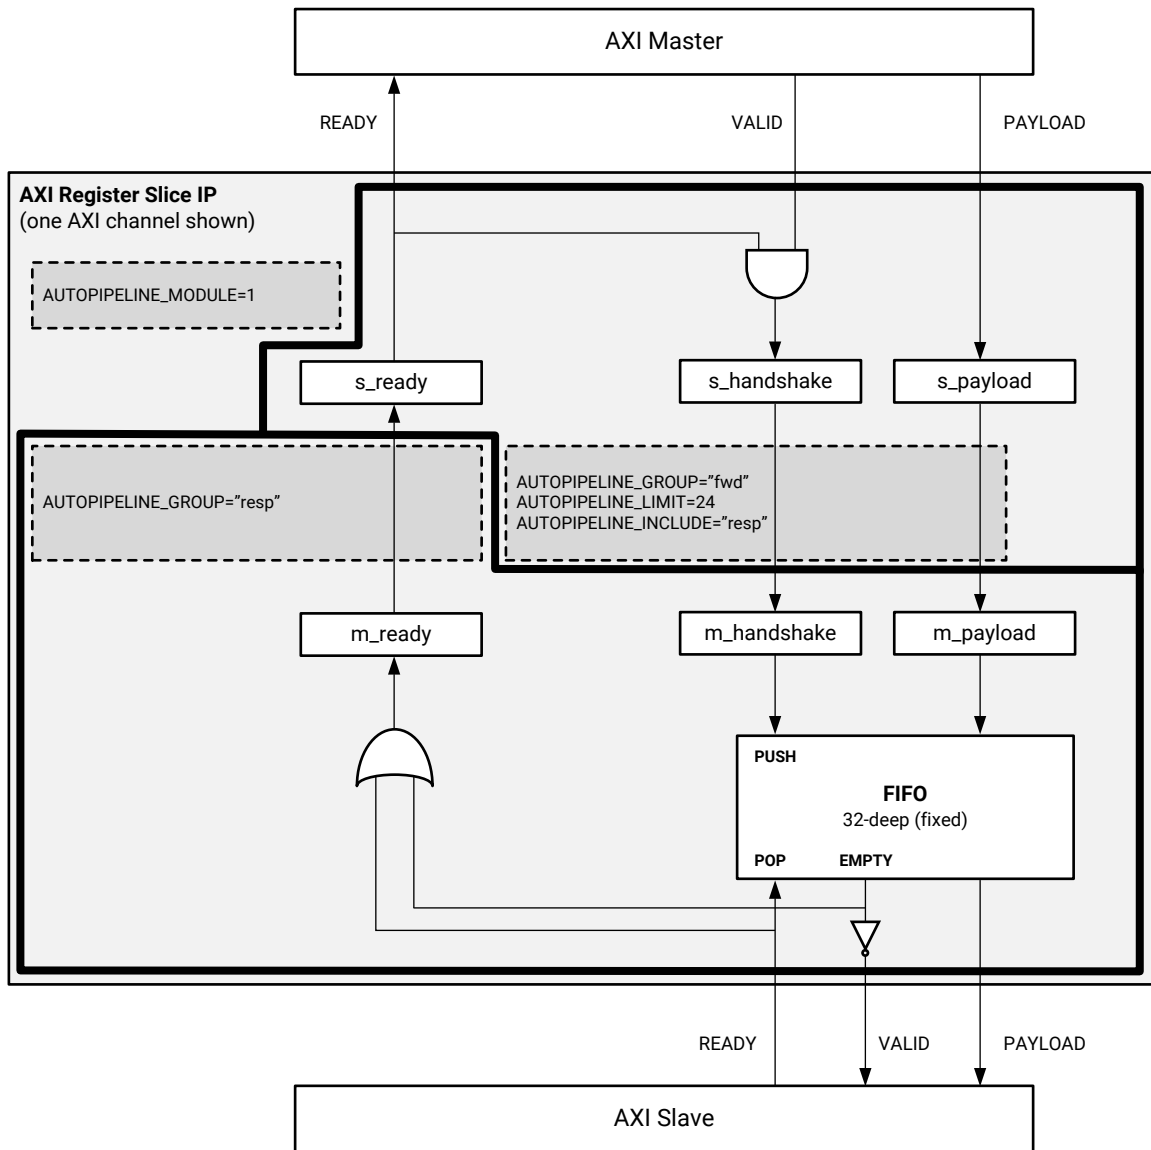 AXI Master
READY
VALID
PAYLOAD
AXI Register Slice IP
(one AXI channel shown)
AUTOPIPELINE_MODULE=1
s_ready
s_handshake
s_payload
AUTOPIPELINE_GROUP=”resp”
AUTOPIPELINE_GROUP=”fwd”
AUTOPIPELINE_LIMIT=24
AUTOPIPELINE_INCLUDE=”resp”
m_ready
m_handshake
m_payload
PUSH
FIFO
32-deep (fixed)
POP
EMPTY
READY
VALID
PAYLOAD
AXI Slave